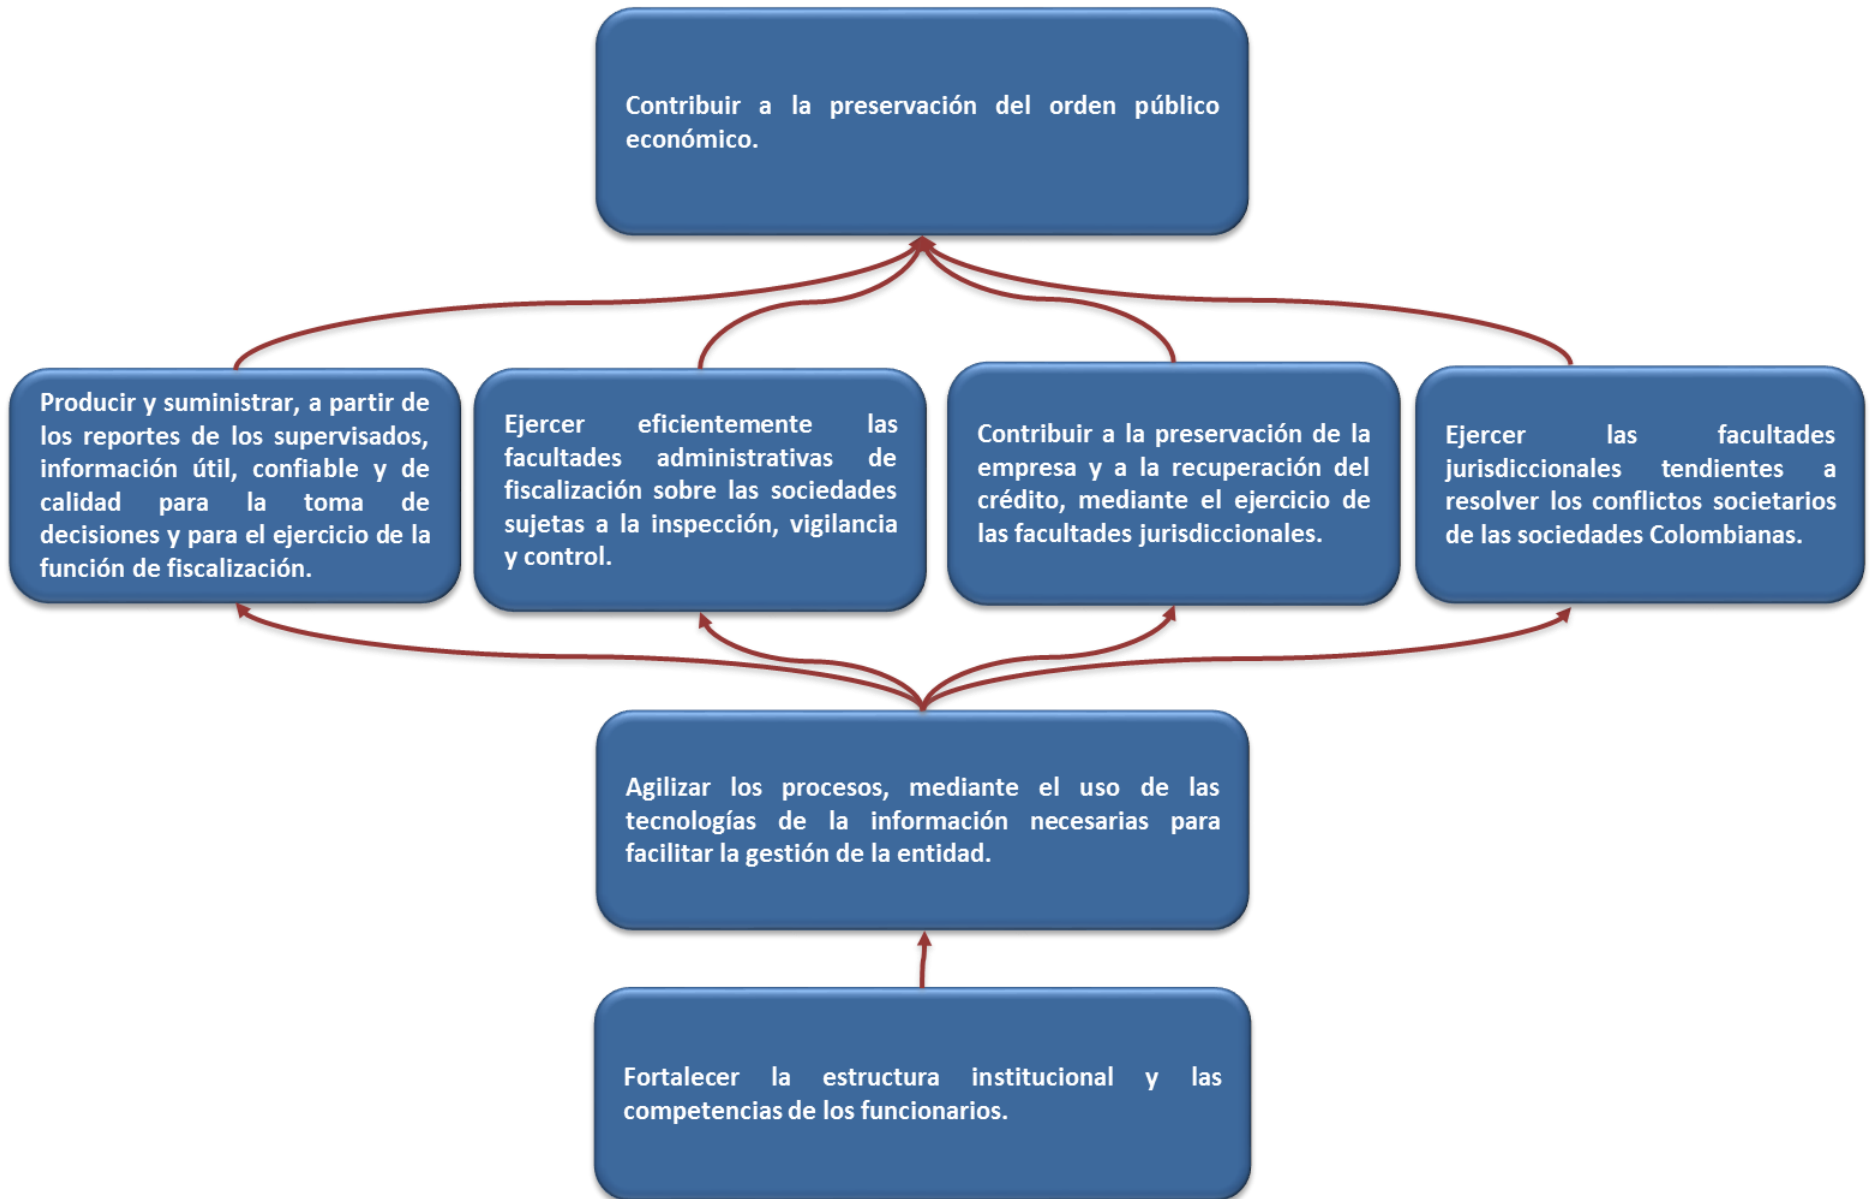 Contribuir a la preservación del orden público
económico.
Producir y suministrar, a partir de
los reportes de los supervisados,
información útil, confiable y de
calidad para la toma de
decisiones y para el ejercicio de la
función de fiscalización.
Ejercer eficientemente las
facultades administrativas de
fiscalización sobre las sociedades
sujetas a la inspección, vigilancia
y control.
Contribuir a la preservación de la
empresa y a la recuperación del
crédito, mediante el ejercicio de
las facultades jurisdiccionales.
Ejercer las facultades
jurisdiccionales tendientes a
resolver los conflictos societarios
de las sociedades Colombianas.
Agilizar los procesos, mediante el uso de las
tecnologías de la información necesarias para
facilitar la gestión de la entidad.
Fortalecer la estructura institucional y las
competencias de los funcionarios.